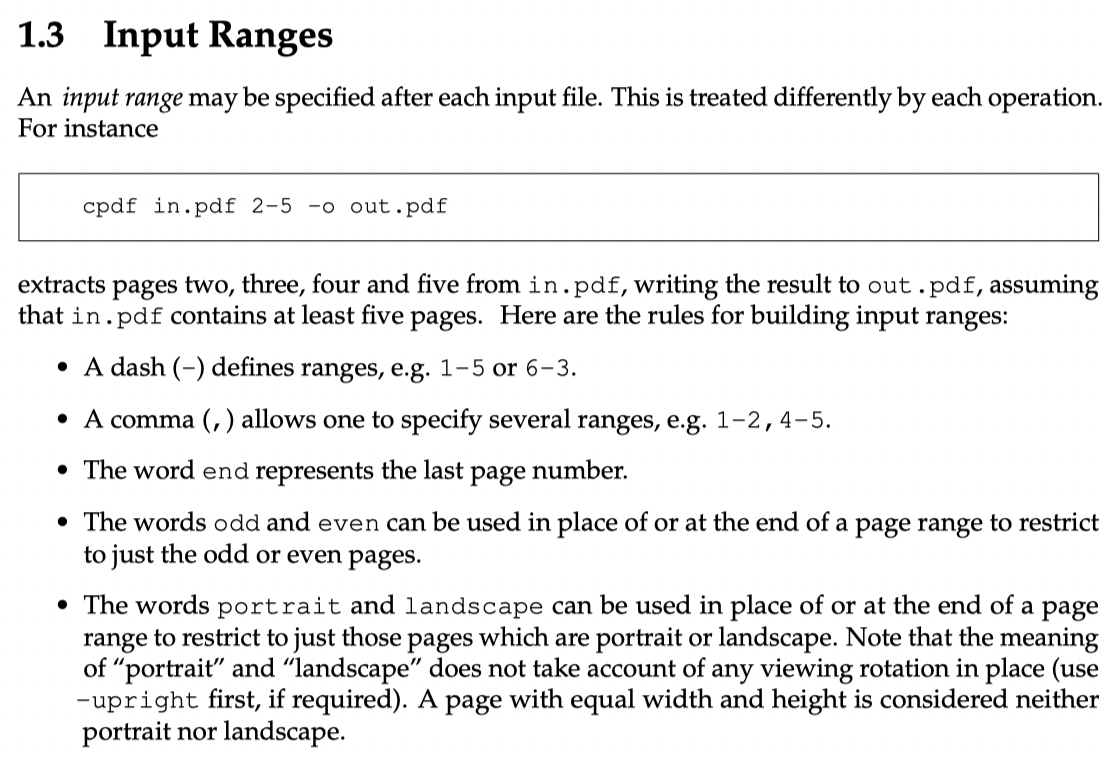 1.3 Input Ranges
An input range may be specified after each input file. This is treated differently by each operation.
For instance
cpdf in.pdf 2-5 -o out.pdf
extracts pages two, three, four and five from in.pdf, writing the result to out.pdf, assuming
that in.pdf contains at least five pages. Here are the rules for building input ranges:
• A dash (-) defines ranges, e.g. 1-5 or 6-3.
• A comma (,) allows one to specify several ranges, e.g. 1-2,4-5.
• The word end represents the last page number.
• The words odd and even can be used in place of or at the end of a page range to restrict
to just the odd or even pages.
• The words portrait and landscape can be used in place of or at the end of a page
range to restrict to just those pages which are portrait or landscape. Note that the meaning
of “portrait” and “landscape” does not take account of any viewing rotation in place (use
-upright first, if required). A page with equal width and height is considered neither
portrait nor landscape.